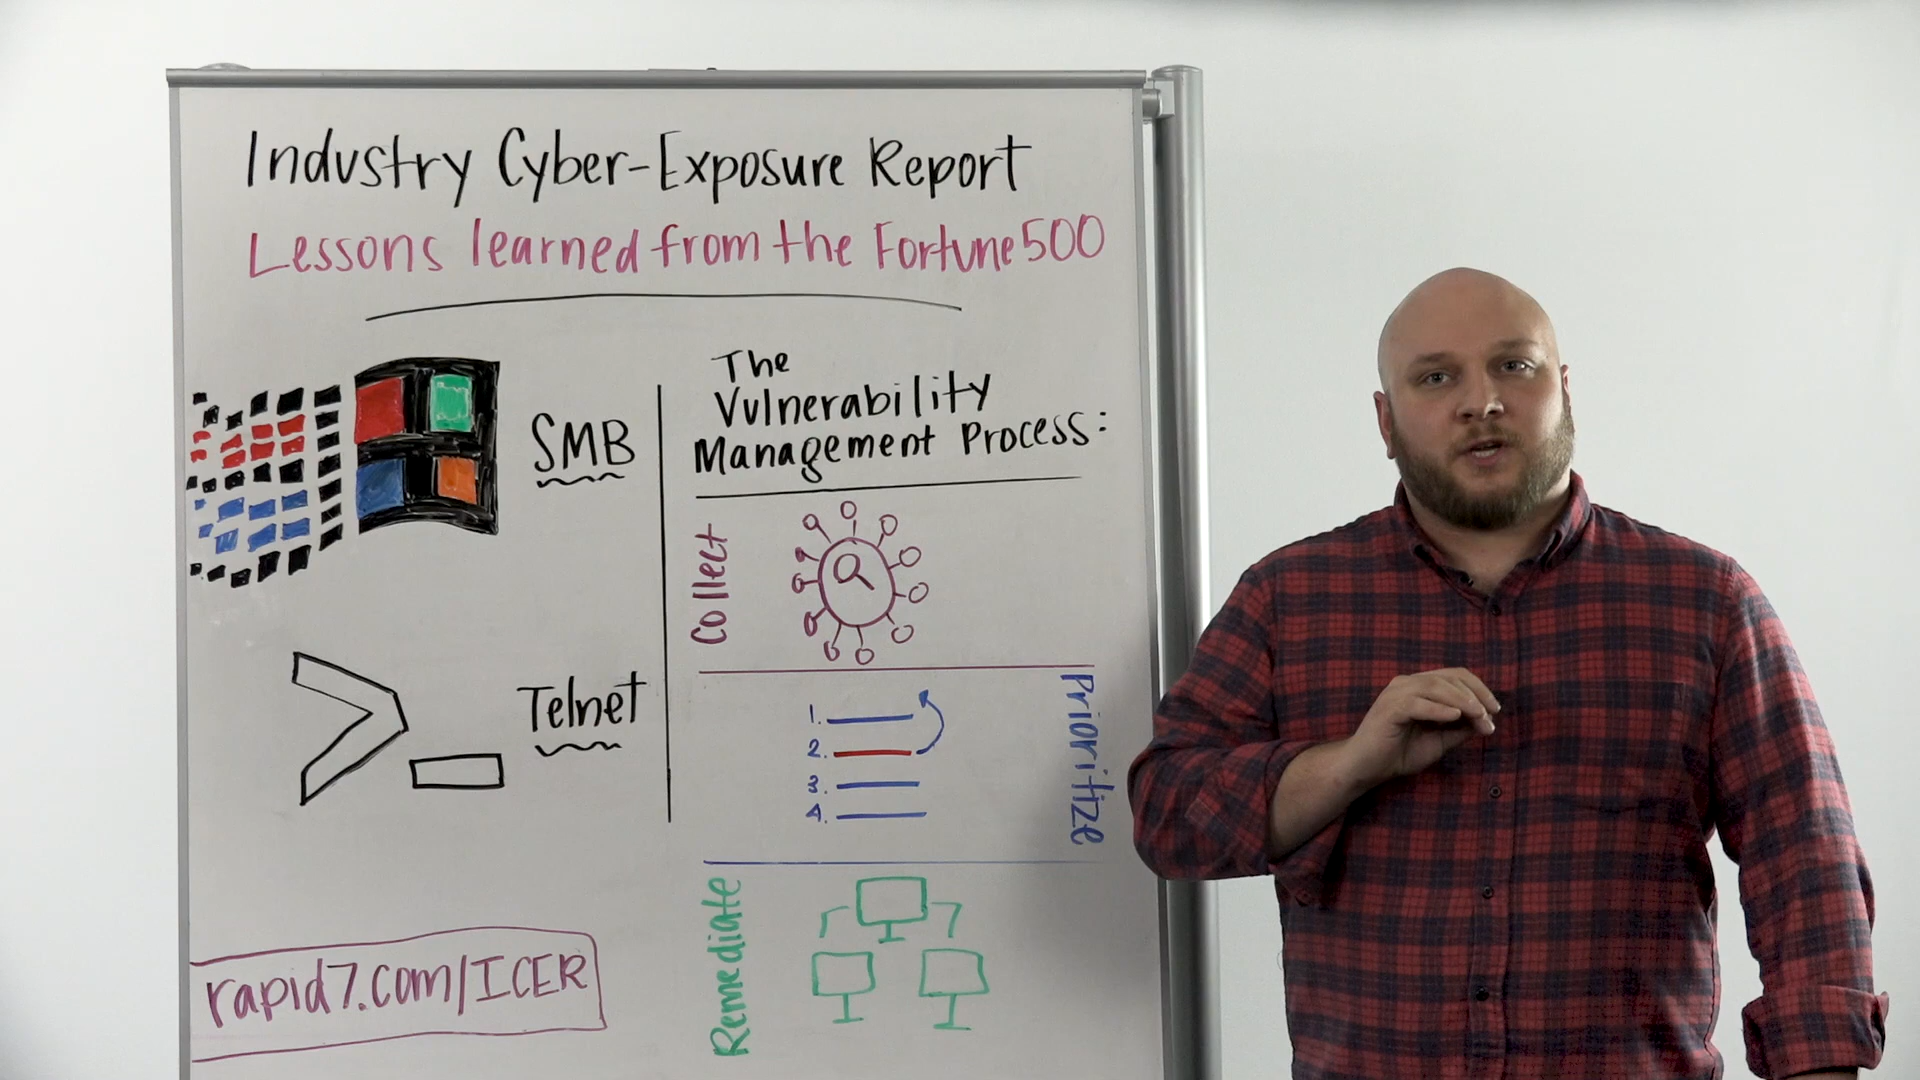 Industry Cyber-Exposure Report
Lessons learned from the Fortune 500
SMB
Telnet
rapid7.com/ICER
The
Vulnerability
Management Process:
Collect
1.
2.
3.
4.
Prioritize
Remediate